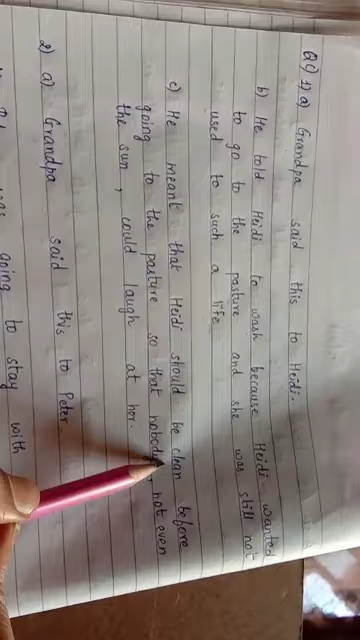 Q(c) 1) a) Grandpa said this to Heidi.
b) He told Heidi to wash because Heidi wanted
to go to the pasture and she was still not
used to such a life
c) He meant that Heidi should be clean before
going to the pasture so that nobody, not even
the sun, could laugh at her.
2) a) Grandpa said this to Peter
going to stay with